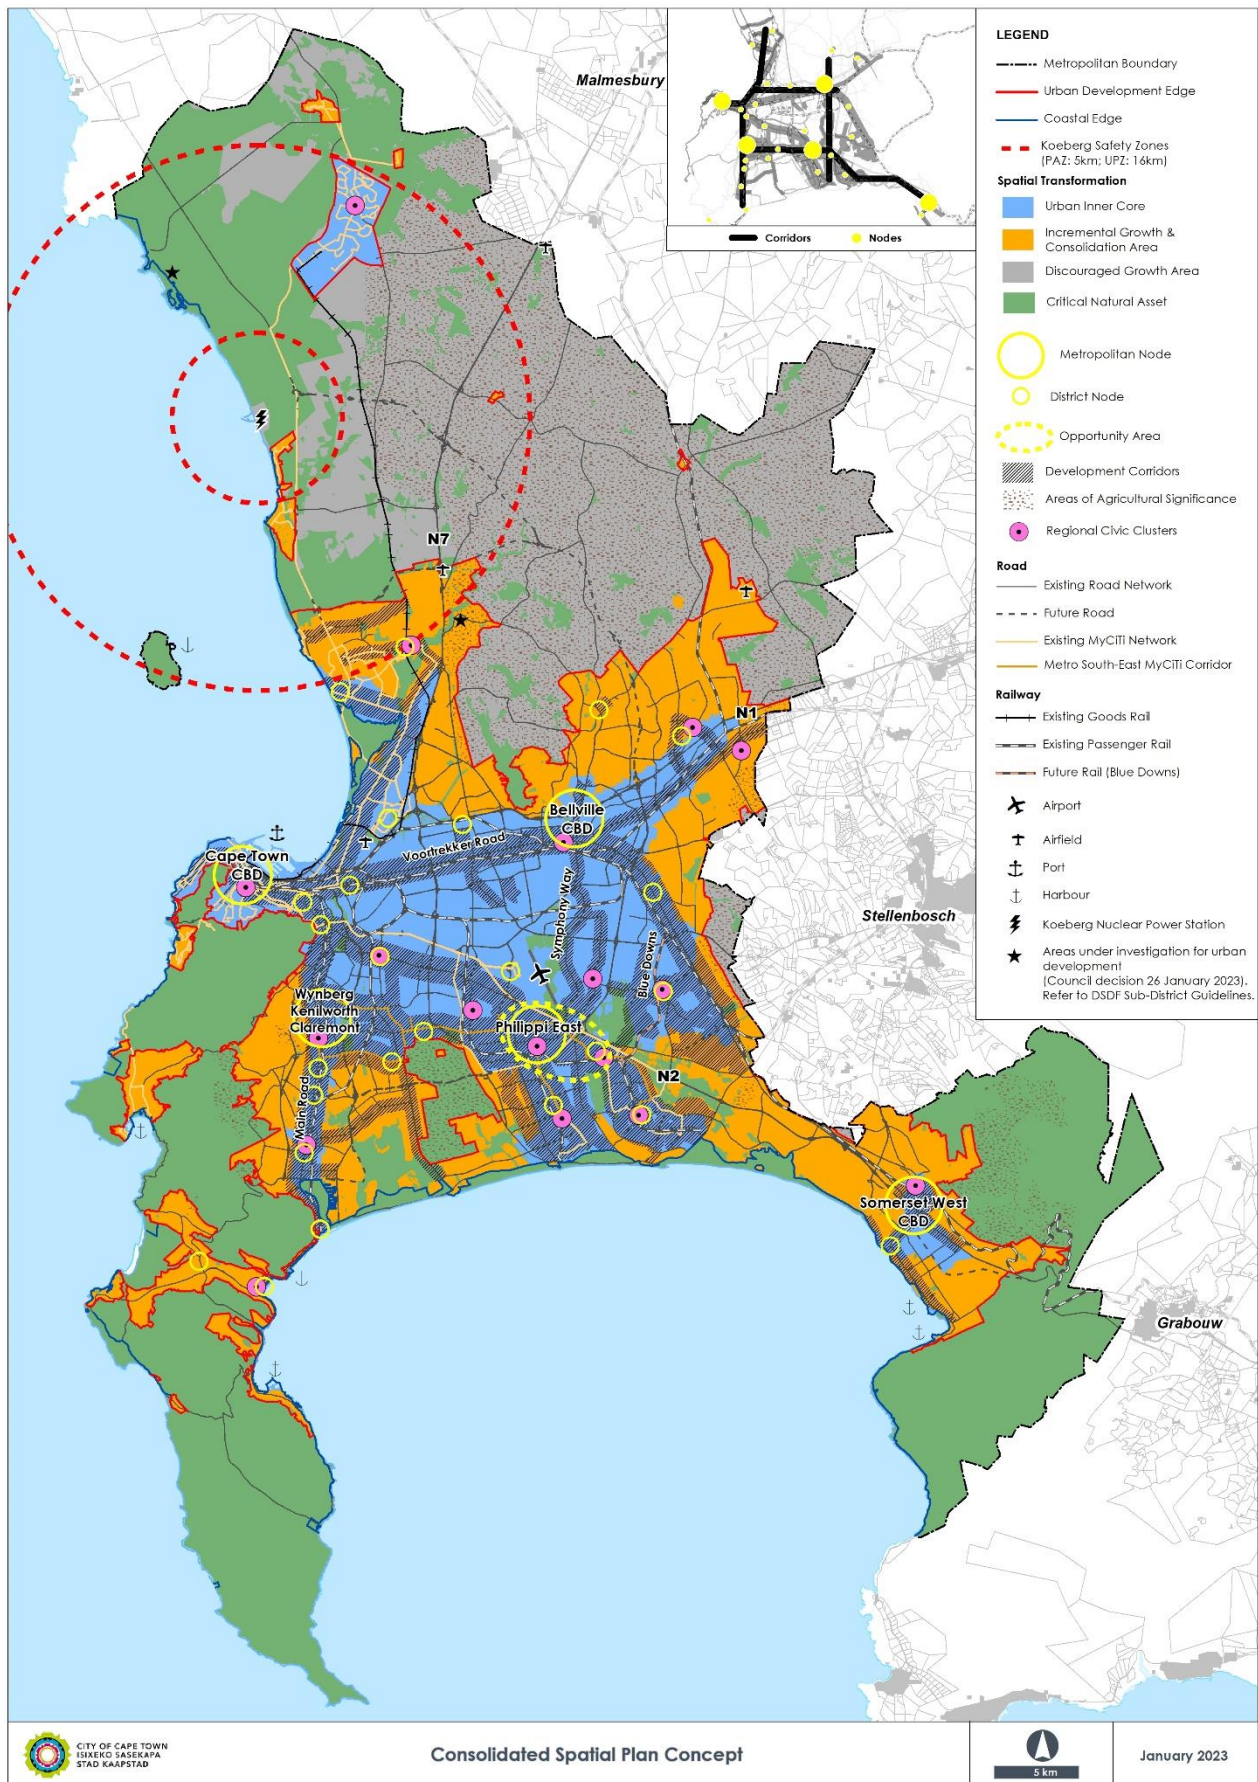 Malmesbury
N7
N1
Bellville
CBD
Voortrekker Road
Cape Town
CBD
Symphony Way
Stellenbosch
Blue Downs
Wynberg
Kenilworth
Claremont
Philippi East
N2
Main Road
Somerset West
CBD
Grabouw
Corridors
Nodes
LEGEND
Metropolitan Boundary
Urban Development Edge
Coastal Edge
Koeberg Safety Zones
(PAZ: 5km; UPZ: 16km)
Spatial Transformation
Urban Inner Core
Incremental Growth &
Consolidation Area
Discouraged Growth Area
Critical Natural Asset
Metropolitan Node
District Node
Opportunity Area
Development Corridors
Areas of Agricultural Significance
Regional Civic Clusters
Road
Existing Road Network
Future Road
Existing MyCiTi Network
Metro South-East MyCiTi Corridor
Railway
Existing Goods Rail
Existing Passenger Rail
Future Rail (Blue Downs)
Airport
Airfield
Port
Harbour
Koeberg Nuclear Power Station
Areas under investigation for urban
development
(Council decision 26 January 2023).
Refer to DSDF Sub-District Guidelines.
CITY OF CAPE TOWN
ISIXEKO SASEKAPA
STAD KAAPSTAD
Consolidated Spatial Plan Concept
5 km
January 2023